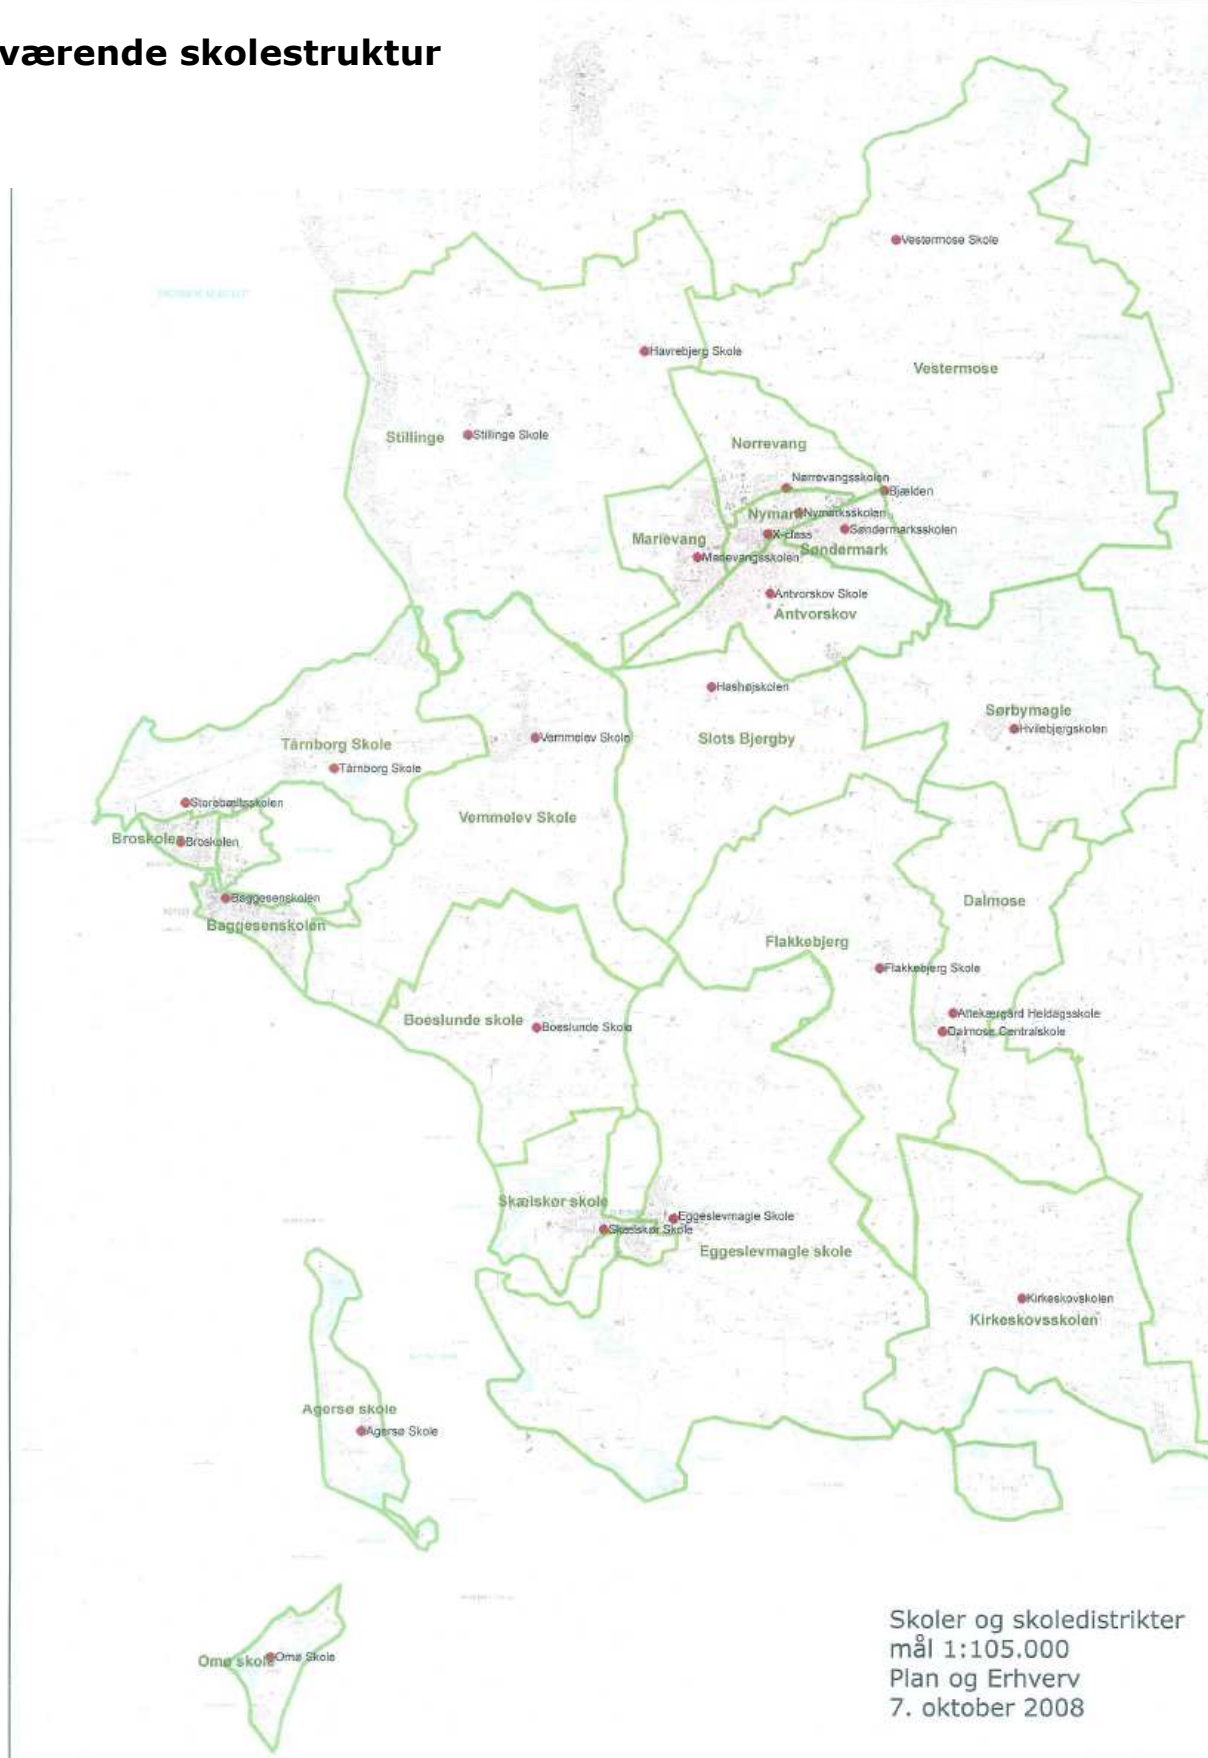 værende skolestruktur
Vestermose Skole
Havrebjerg Skole
Vestermose
Stillinge
Stillinge Skole
Nørrevang
Nørrevangsskolen
Bjælden
Nymark
Nymarksskolen
Søndermarksskolen
X-class
Marievang
Søndermark
Marievangsskolen
Antvorskov Skole
Antvorskov
Hashøjskolen
Sørbymagle
Hvilebjergskolen
Slots Bjergby
Vemmelev Skole
Tårnborg Skole
Tårnborg Skole
Storebæltsskolen
Vemmelev Skole
Broskolen
Broskolen
Baggesenskolen
Baggesenskolen
Dalmose
Flakkebjerg
Flakkebjerg Skole
Attekærgård Heldagsskole
Dalmose Centralskole
Boeslunde skole
Boeslunde Skole
Skælskør skole
Skælskør Skole
Eggeslevmagle Skole
Eggeslevmagle skole
Kirkeskovskolen
Kirkeskovsskolen
Agersø skole
Agersø Skole
Omø skole
Omø Skole
Skoler og skoledistrikter
mål 1:105.000
Plan og Erhverv
7. oktober 2008